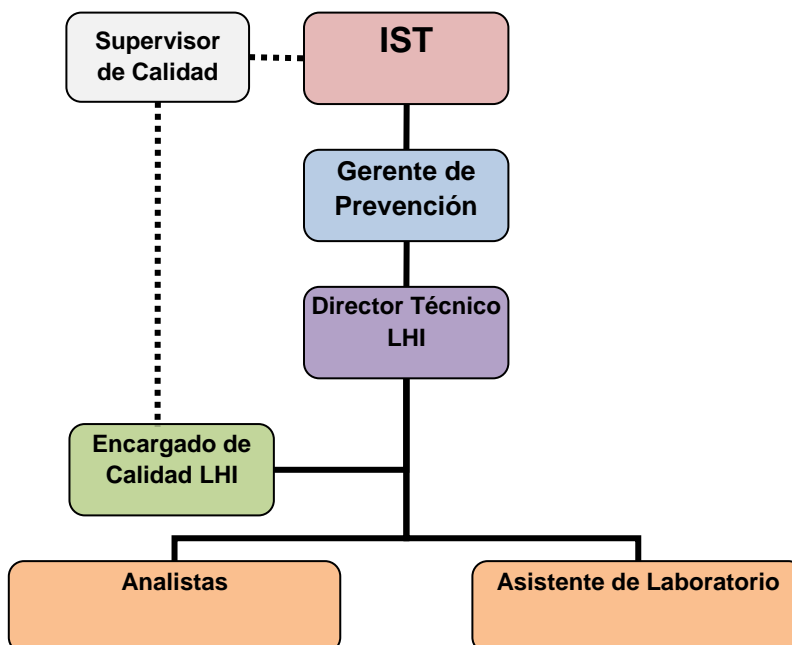 Supervisor
de Calidad
IST
Gerente de
Prevención
Director Técnico
LHI
Encargado de
Calidad LHI
Analistas
Asistente de Laboratorio